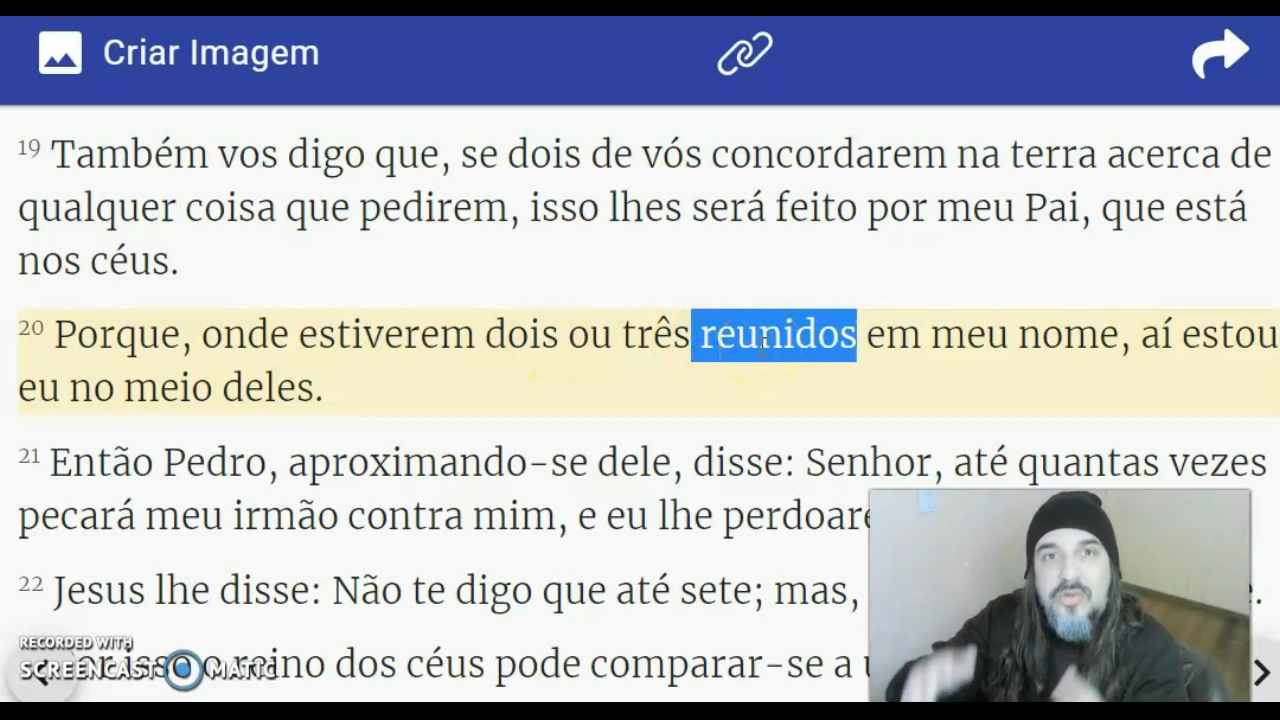 Criar Imagem
19 Também vos digo que, se dois de vós concordarem na terra acerca de
qualquer coisa que pedirem, isso lhes será feito por meu Pai, que está
nos céus.
20 Porque, onde estiverem dois ou três reunidos em meu nome, aí estou
eu no meio deles.
21 Então Pedro, aproximando-se dele, disse: Senhor, até quantas vezes
pecará meu irmão contra mim, e eu lhe
22 Jesus lhe disse: Não te digo que até sete; mas,
RECORDED WITH
o reino dos céus pode comparar-se a
SCREENCAST MATIC